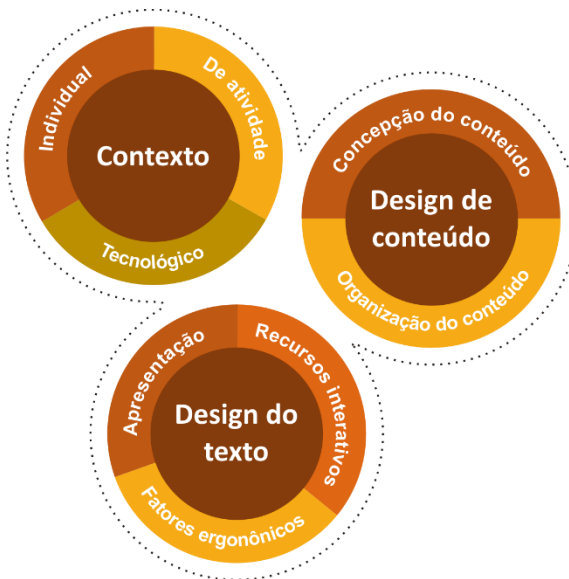 Individual
De atividade
Contexto
Tecnológico
Concepção do conteúdo
Design de
conteúdo
Organização do conteúdo
Apresentação
Recursos interativos
Design do
texto
Fatores ergonônicos